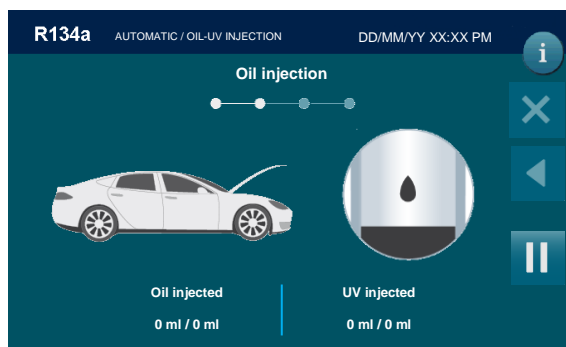 R134a AUTOMATIC / OIL-UV INJECTION DD/MM/YY XX:XX PM
i
Oil injection
Oil injected UV injected
0 ml / 0 ml 0 ml / 0 ml